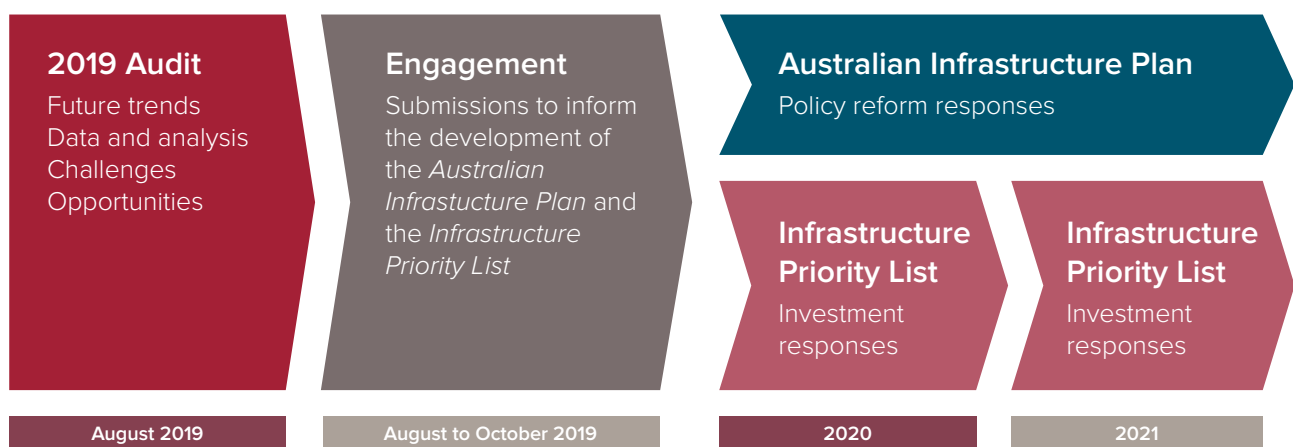 2019 Audit
Future trends
Data and analysis
Challenges
Opportunities
Engagement
Submissions to inform
the development of
the Australian
Infrastucture Plan and
the Infrastructure
Priority List
Australian Infrastructure Plan
Policy reform responses
Infrastructure
Priority List
Investment
responses
Infrastructure
Priority List
Investment
responses
August 2019
August to October 2019
2020
2021